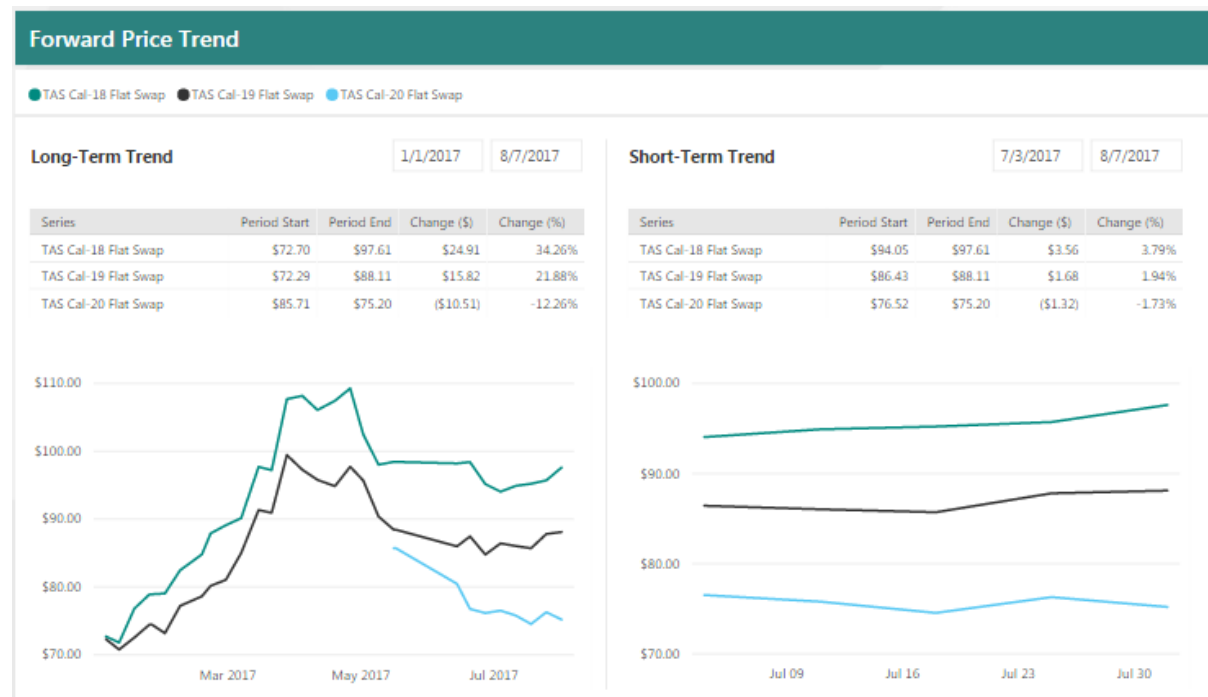 Forward Price Trend
TAS Cal-18 Flat Swap TAS Cal-19 Flat Swap TAS Cal-20 Flat Swap
Long-Term Trend 1/1/2017 8/7/2017
Series Period Start Period End Change ($) Change (%)
TAS Cal-18 Flat Swap $72.70 $97.61 $24.91 34.26%
TAS Cal-19 Flat Swap $72.29 $88.11 $15.82 21.88%
TAS Cal-20 Flat Swap $85.71 $75.20 ($10.51) -12.26%
$110.00
$100.00
$90.00
$80.00
$70.00
Mar 2017 May 2017 Jul 2017
Short-Term Trend 7/3/2017 8/7/2017
Series Period Start Period End Change ($) Change (%)
TAS Cal-18 Flat Swap $94.05 $97.61 $3.56 3.79%
TAS Cal-19 Flat Swap $86.43 $88.11 $1.68 1.94%
TAS Cal-20 Flat Swap $76.52 $75.20 ($1.32) -1.73%
$100.00
$90.00
$80.00
$70.00
Jul 09 Jul 16 Jul 23 Jul 30